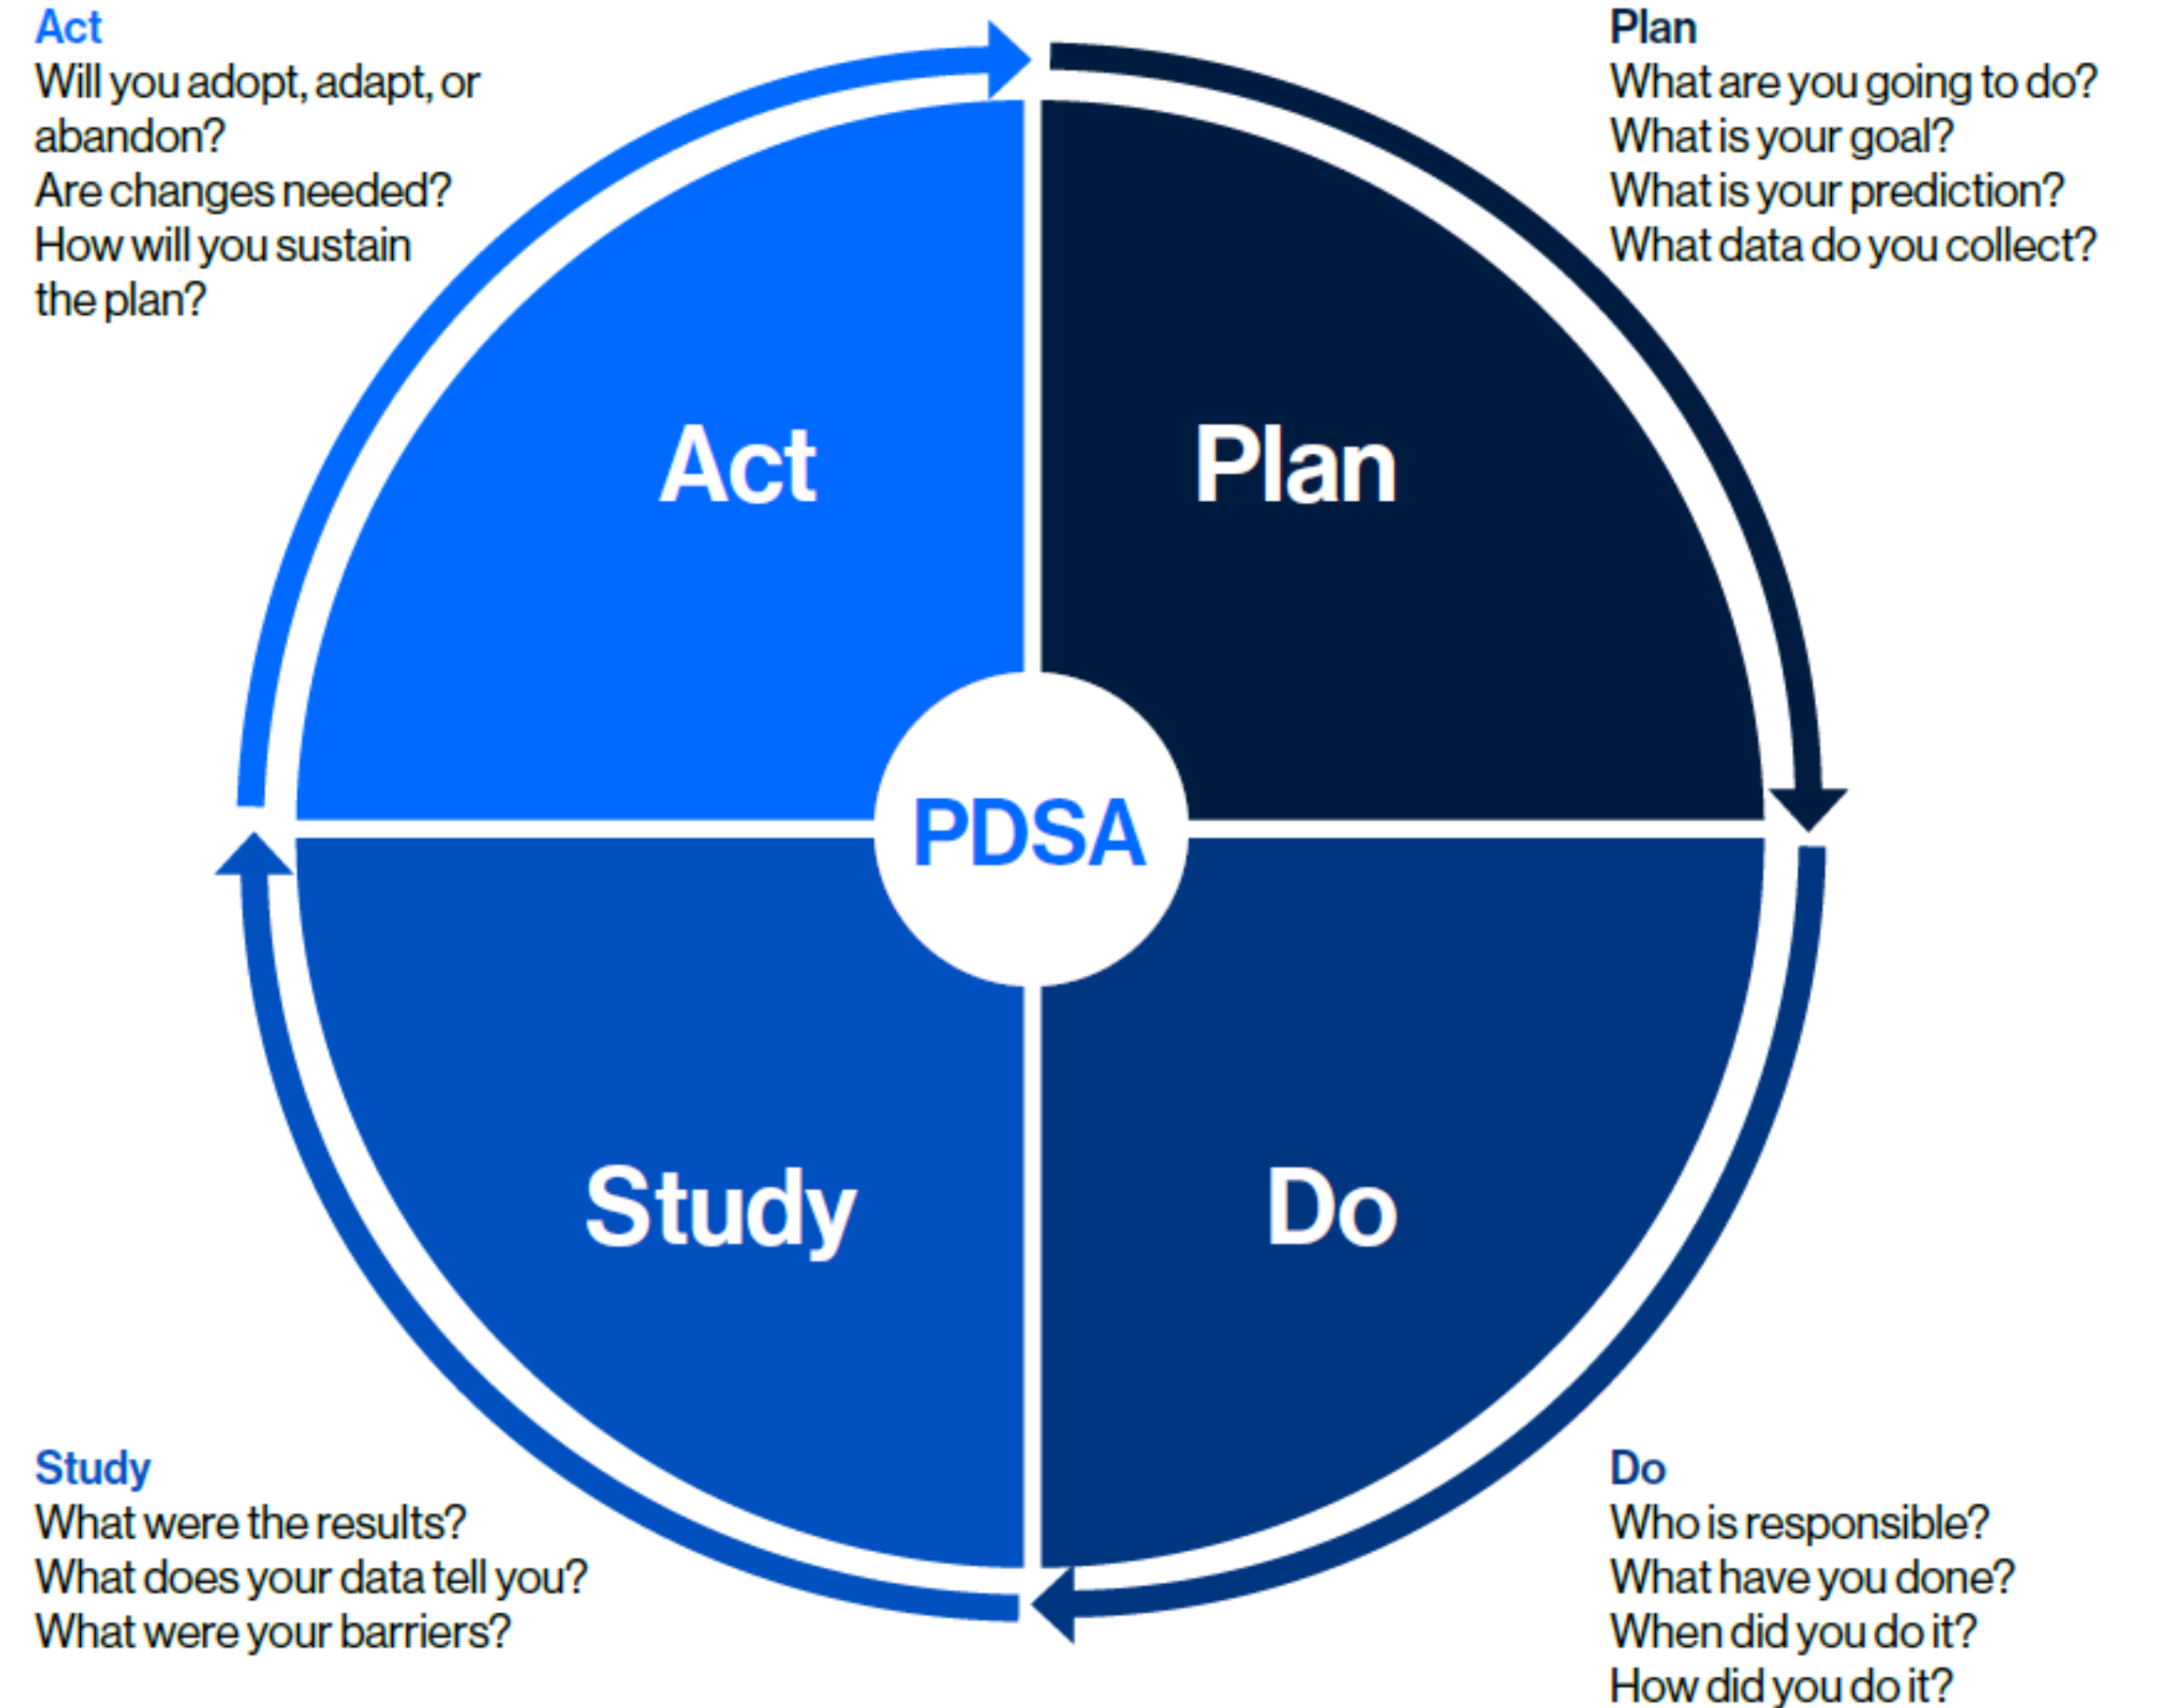 Act
Will you adopt, adapt, or
abandon?
Are changes needed?
How will you sustain
the plan?
Plan
What are you going to do?
What is your goal?
What is your prediction?
What data do you collect?
Act
Plan
PDSA
Study
Do
Study
What were the results?
What does your data tell you?
What were your barriers?
Do
Who is responsible?
What have you done?
When did you do it?
How did you do it?